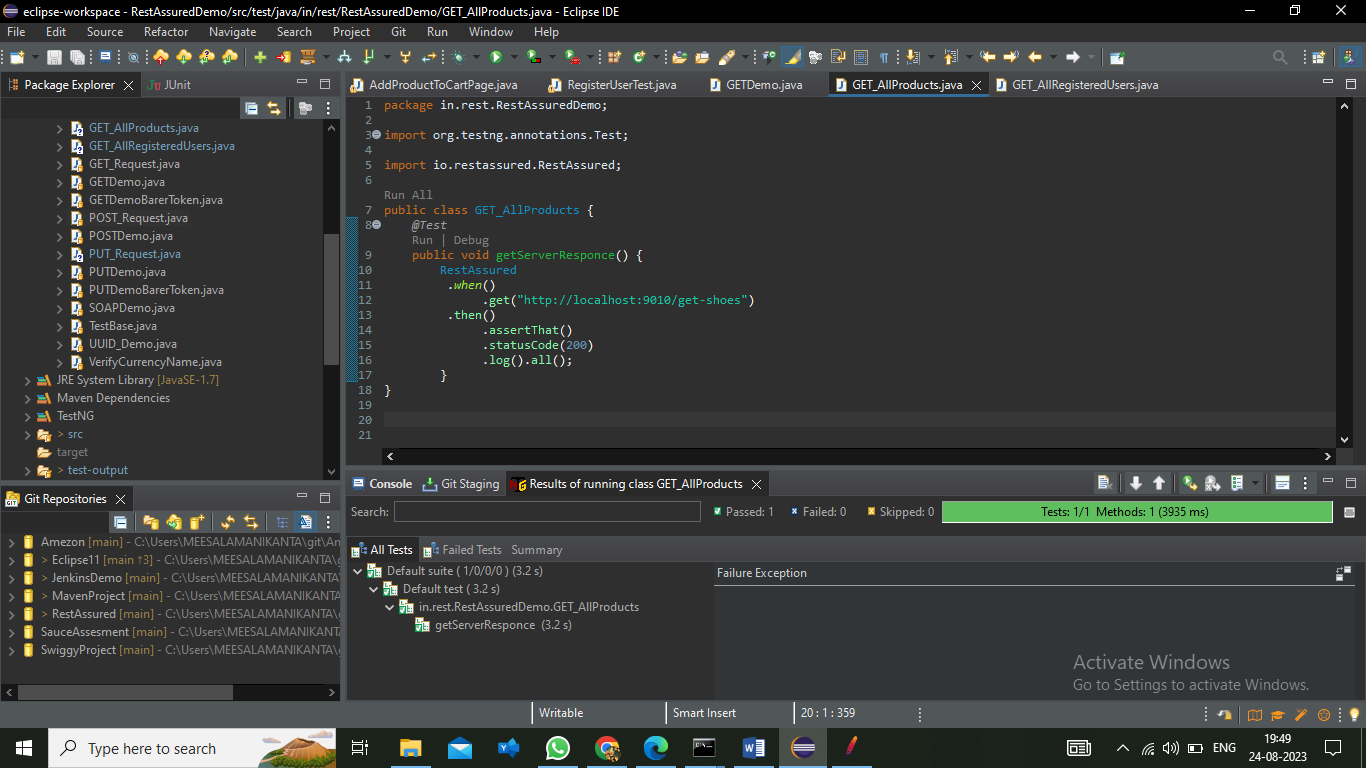 eclipse-workspace - RestAssuredDemo/src/test/java/in/rest/RestAssuredDemo/GET_AllProducts.java - Eclipse IDE
File Edit Source Refactor Navigate Search Project Git Run Window Help
Package Explorer
JUnit
GET_AllProducts.java
GET_AllRegisteredUsers.java
GET_Request.java
GETDemo.java
GETDemoBarerToken.java
POST_Request.java
POSTDemo.java
PUT_Request.java
PUTDemo.java
PUTDemoBarerToken.java
SOAPDemo.java
TestBase.java
UUID_Demo.java
VerifyCurrencyName.java
JRE System Library [JavaSE-1.7]
Maven Dependencies
TestNG
> src
target
> test-output
AddProductToCartPage.java
RegisterUserTest.java
GETDemo.java
GET_AllProducts.java
GET_AllRegisteredUsers.java
1 package in.rest.RestAssuredDemo;
2
3 import org.testng.annotations.Test;
4
5 import io.restassured.RestAssured;
6
Run All
7 public class GET_AllProducts {
8 @Test
Run | Debug
9 public void getServerResponce() {
10 RestAssured
11 .when()
12 .get("http://localhost:9010/get-shoes")
13 .then()
14 .assertThat()
15 .statusCode(200)
16 .log().all();
17 }
18 }
19
20
21
Git Repositories
Amezon [main] - C:\Users\MEESALAMANIKANTA\git\An
> Eclipse11 [main ↑3] - C:\Users\MEESALAMANIKANTA\g
> JenkinsDemo [main] - C:\Users\MEESALAMANIKANTA\
> MavenProject [main] - C:\Users\MEESALAMANIKANTA\
> RestAssured [main] - C:\Users\MEESALAMANIKANTA\g
SauceAssesment [main] - C:\Users\MEESALAMANIKANTA
SwiggyProject [main] - C:\Users\MEESALAMANIKANTA\g
Console
Git Staging
Results of running class GET_AllProducts
Search:
Passed: 1
Failed: 0
Skipped: 0
Tests: 1/1 Methods: 1 (3935 ms)
All Tests
Failed Tests
Summary
Default suite ( 1/0/0/0 ) (3.2 s)
Default test ( 3.2 s)
in.rest.RestAssuredDemo.GET_AllProducts
getServerResponce (3.2 s)
Failure Exception
Activate Windows
Go to Settings to activate Windows.
Writable
Smart Insert
20 : 1 : 359
Type here to search
ENG
19:49
24-08-2023